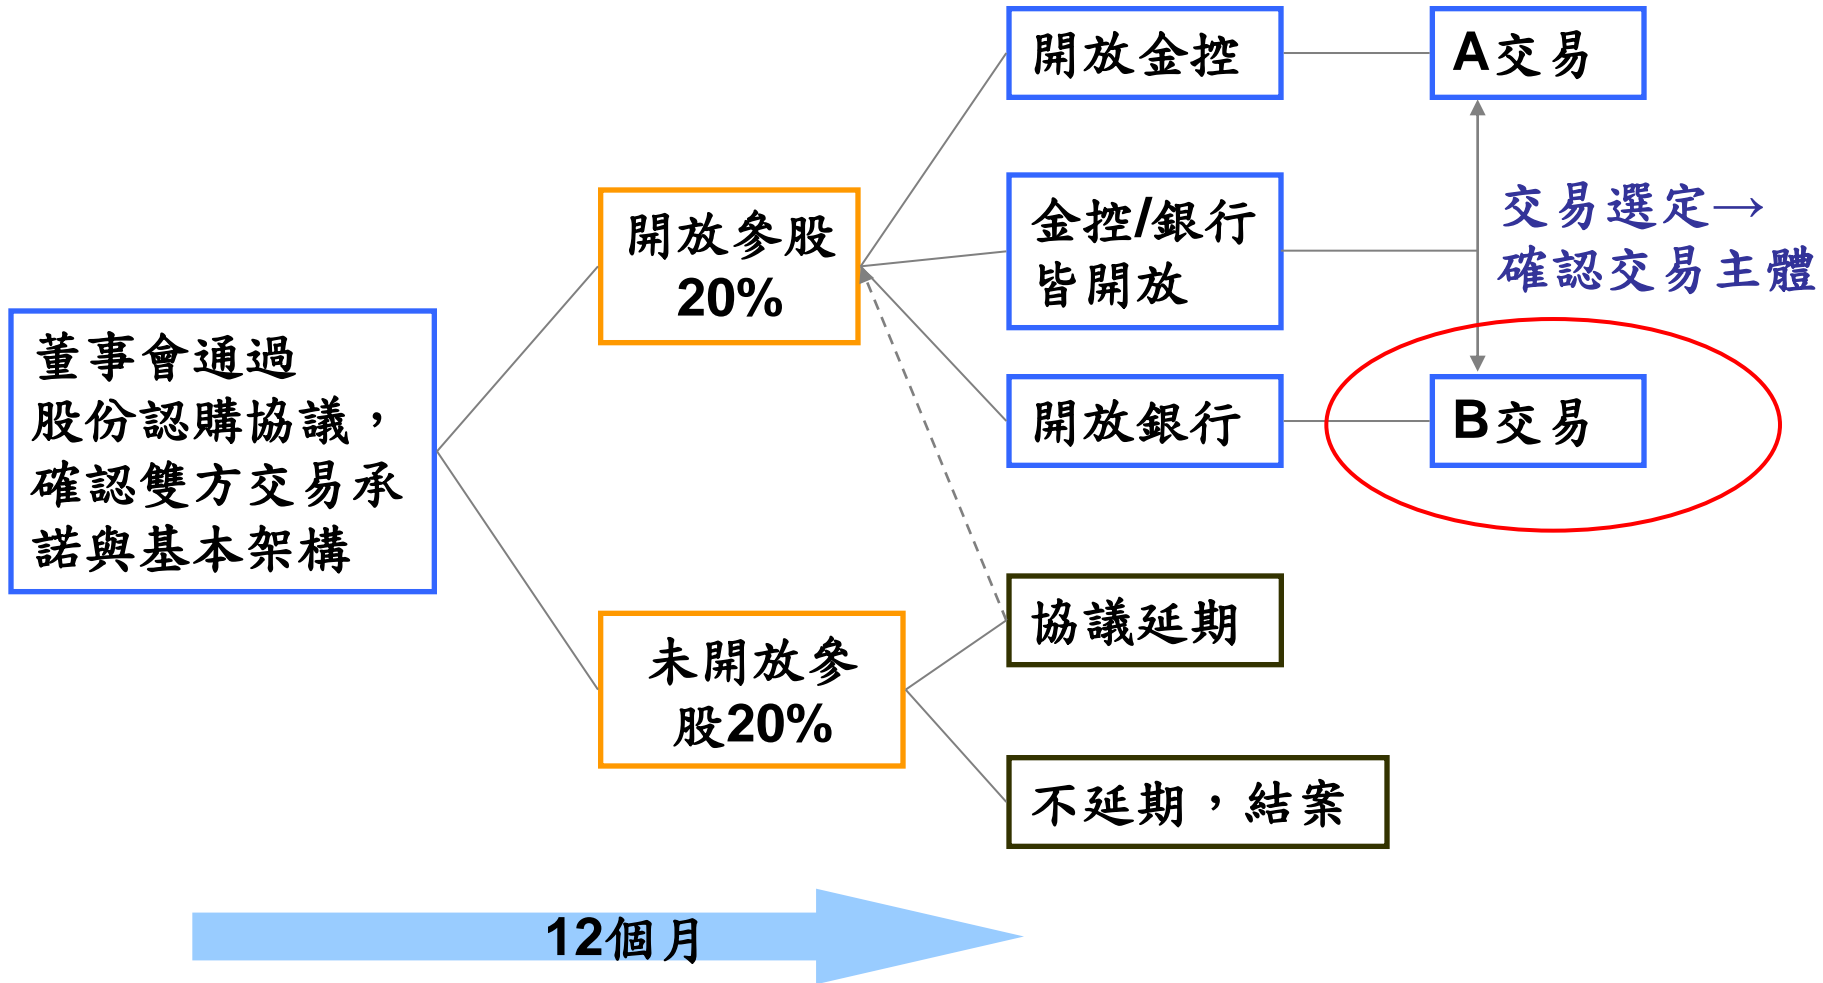 董事會通過
股份認購協議，
確認雙方交易承
諾與基本架構
開放參股
20%
未開放參
股20%
開放金控
金控/銀行
皆開放
開放銀行
協議延期
不延期，結案
A交易
交易選定→
確認交易主體
B交易
12個月